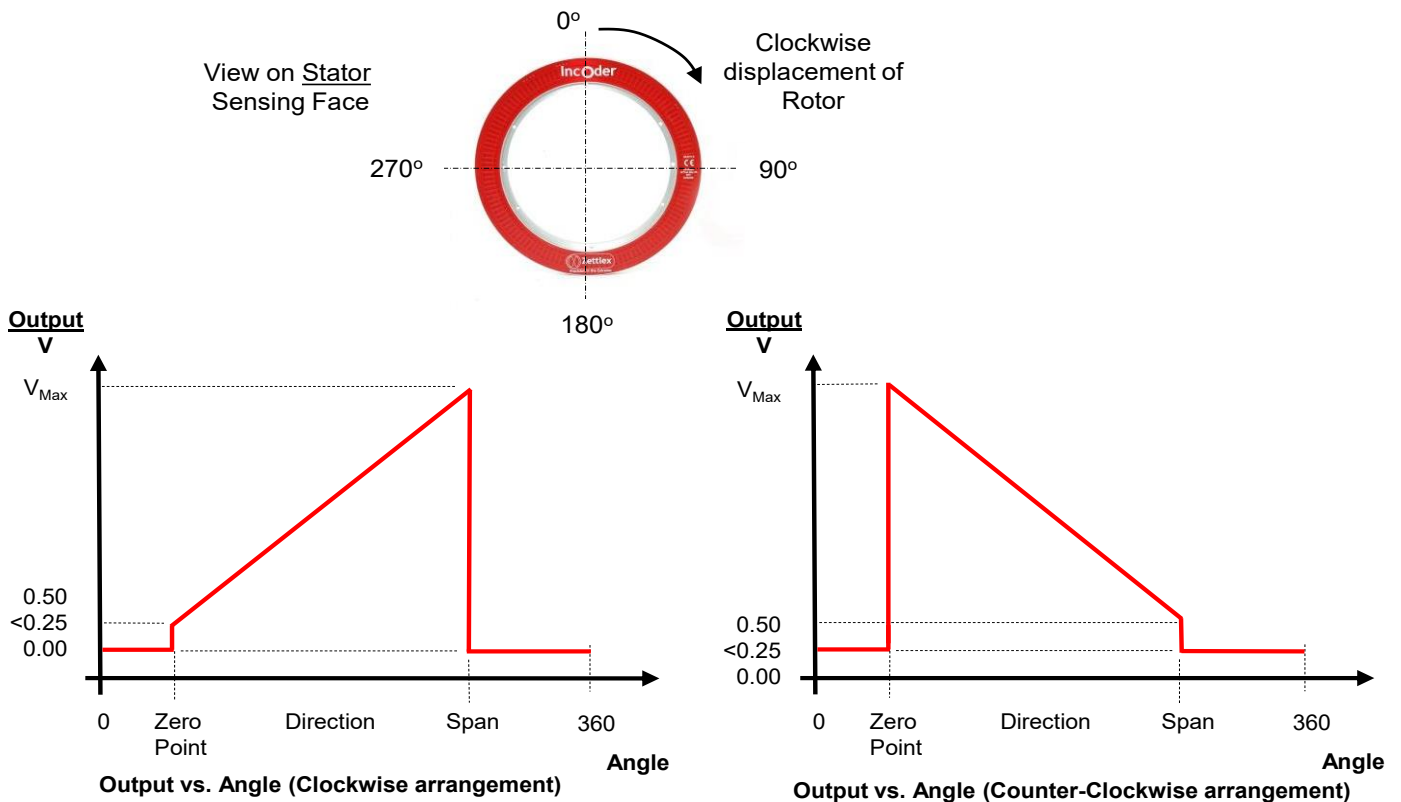 0º
View on Stator
Sensing Face
Clockwise
displacement of
Rotor
incoder
270º
90º
CE
Zettlex
180º
Output
V
VMax
0.50
<0.25
0.00
0
Zero
Point
Direction
Span
360
Angle
Output vs. Angle (Clockwise arrangement)
Output
V
VMax
0.50
<0.25
0.00
0
Zero
Point
Direction
Span
360
Angle
Output vs. Angle (Counter-Clockwise arrangement)